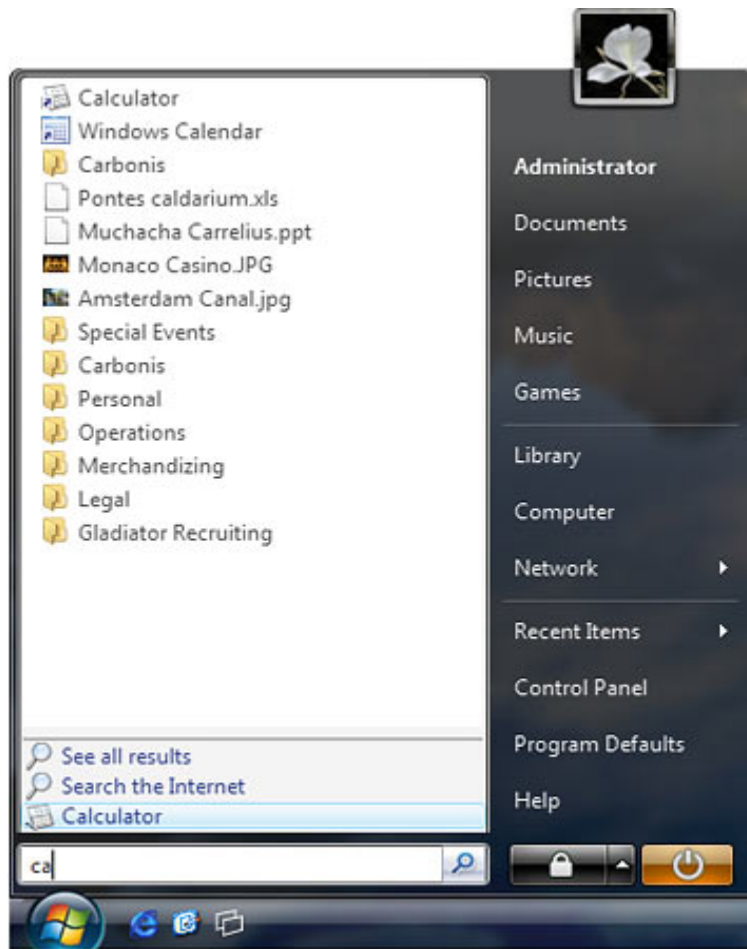 Calculator
Windows Calendar
Carbonis
Pontes caldarium.xls
Muchacha Carrelius.ppt
Monaco Casino.JPG
Amsterdam Canal.jpg
Special Events
Carbonis
Personal
Operations
Merchandizing
Legal
Gladiator Recruiting
See all results
Search the Internet
Calculator
ca
Administrator
Documents
Pictures
Music
Games
Library
Computer
Network
Recent Items
Control Panel
Program Defaults
Help